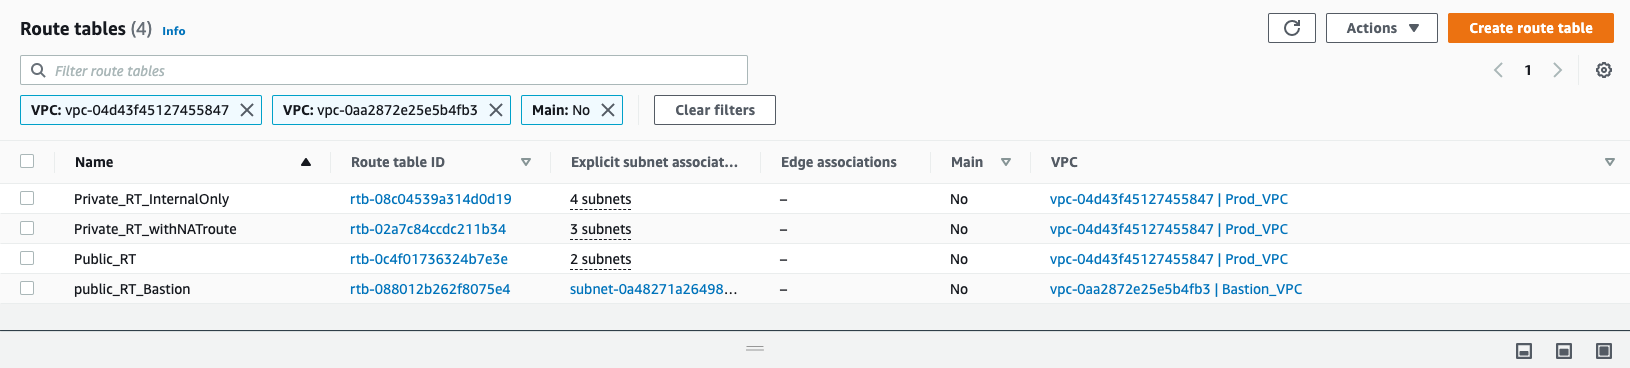 Route tables (4) Info
Actions
Create route table
Filter route tables
1
VPC: vpc-04d43f45127455847
VPC: vpc-0aa2872e25e5b4fb3
Main: No
Clear filters
Name Route table ID Explicit subnet associat... Edge associations Main VPC
Private_RT_InternalOnly rtb-08c04539a314d0d19 4 subnets – No vpc-04d43f45127455847 | Prod_VPC
Private_RT_withNATroute rtb-02a7c84ccdc211b34 3 subnets – No vpc-04d43f45127455847 | Prod_VPC
Public_RT rtb-0c4f01736324b7e3e 2 subnets – No vpc-04d43f45127455847 | Prod_VPC
public_RT_Bastion rtb-088012b262f8075e4 subnet-0a48271a26498... – No vpc-0aa2872e25e5b4fb3 | Bastion_VPC